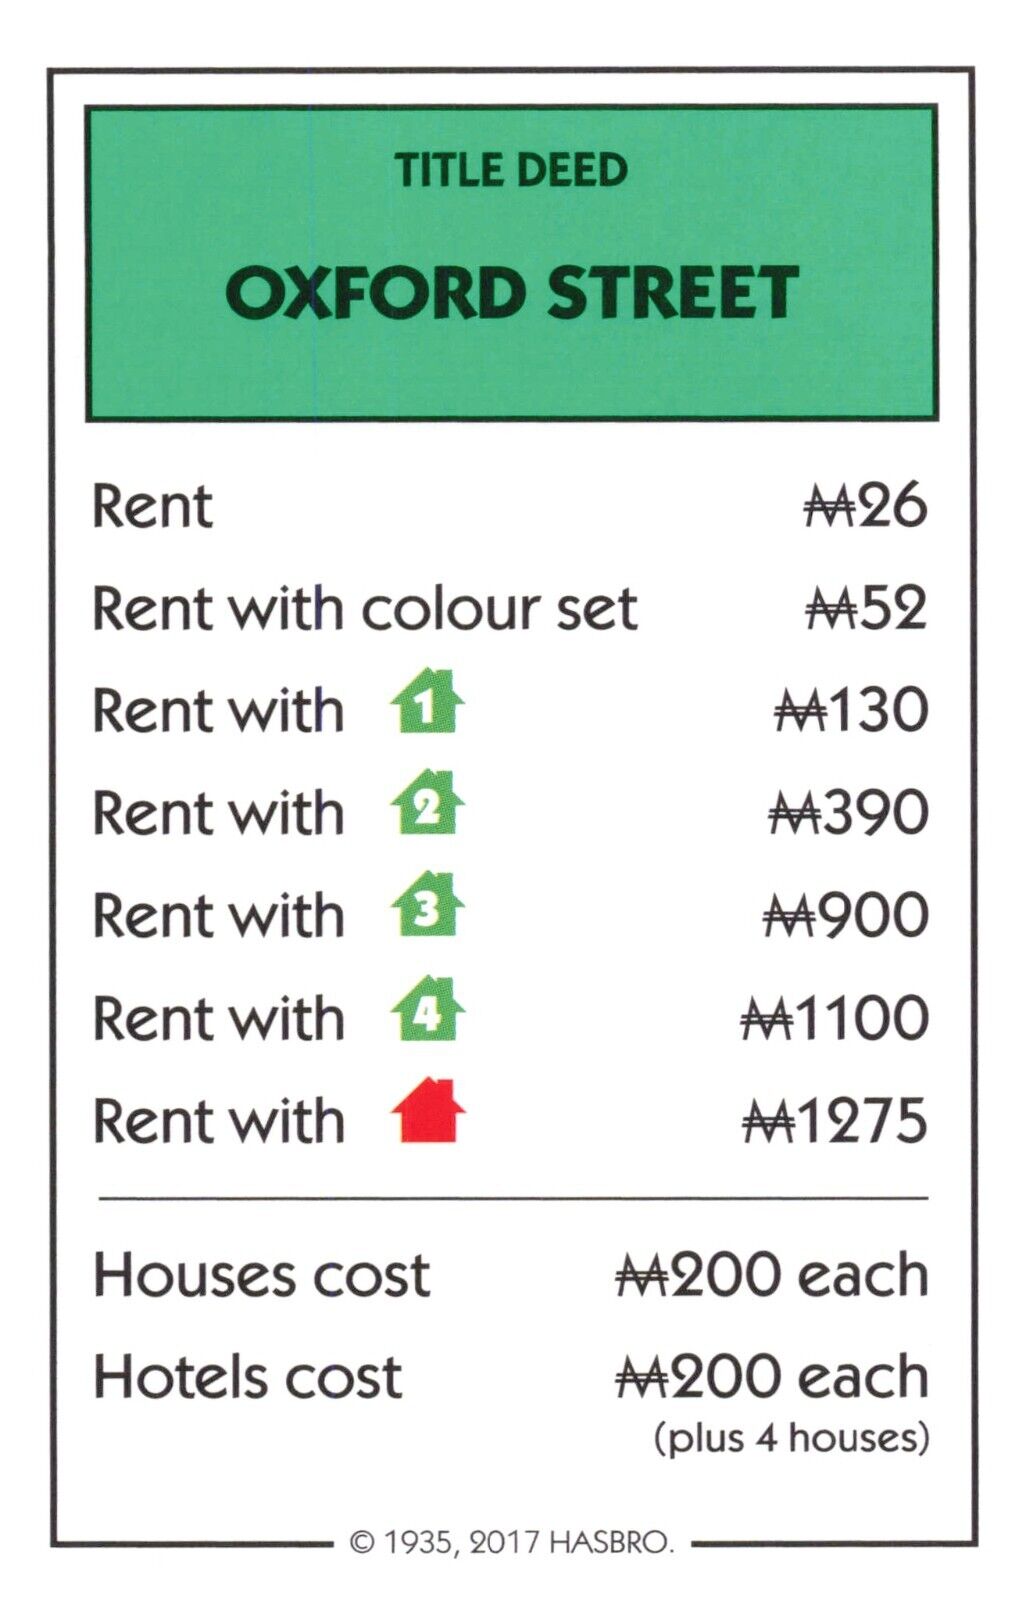 TITLE DEED
OXFORD STREET
Rent ₩26
Rent with colour set ₩52
Rent with 1 ₩130
Rent with 2 ₩390
Rent with 3 ₩900
Rent with 4 ₩1100
Rent with ₩1275
Houses cost ₩200 each
Hotels cost ₩200 each
(plus 4 houses)
© 1935, 2017 HASBRO.